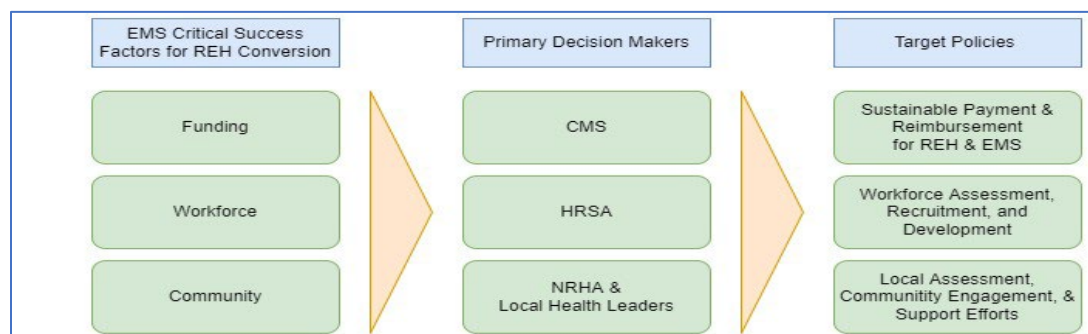 EMS Critical Success
Factors for REH Conversion
Primary Decision Makers
Target Policies
Funding
CMS
Sustainable Payment &
Reimbursement
for REH & EMS
Workforce
HRSA
Workforce Assessment,
Recruitment, and
Development
Community
NRHA &
Local Health Leaders
Local Assessment,
Communitity Engagement, &
Support Efforts